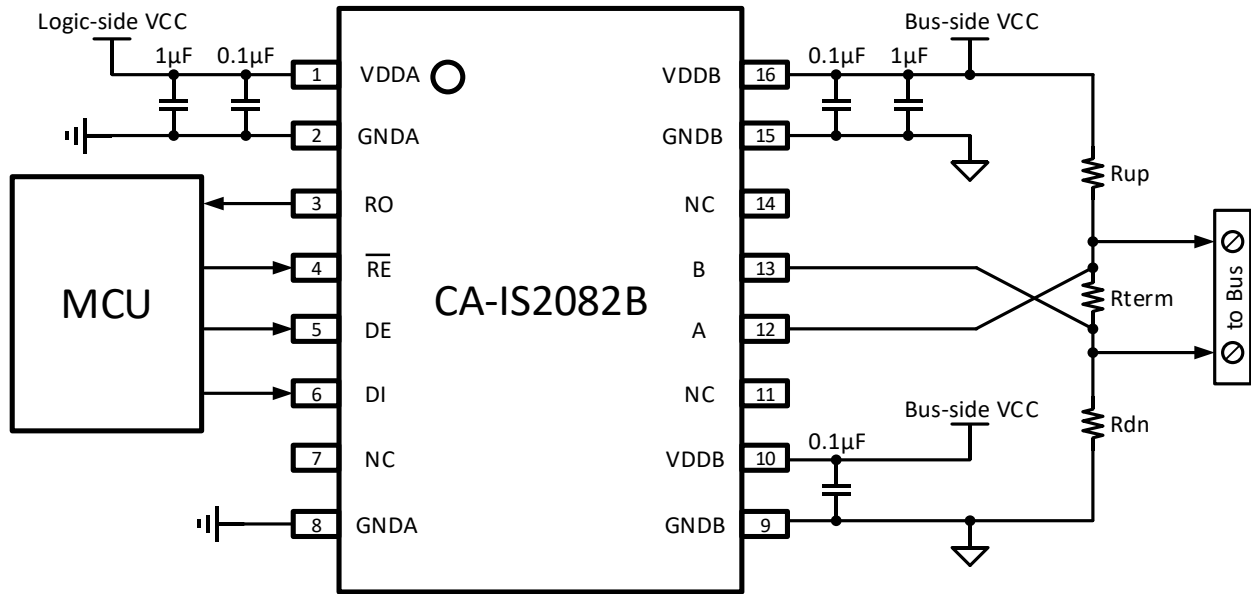 Logic-side VCC
1µF 0.1µF
Bus-side VCC
0.1µF 1µF
1 VDDA
VDDB 16
2 GNDA
GNDB 15
Rup
3 RO
NC 14
4 RE
B 13
MCU
CA-IS2082B
Rterm
to Bus
5 DE
A 12
6 DI
NC 11
Bus-side VCC
Rdn
0.1µF
7 NC
VDDB 10
8 GNDA
GNDB 9